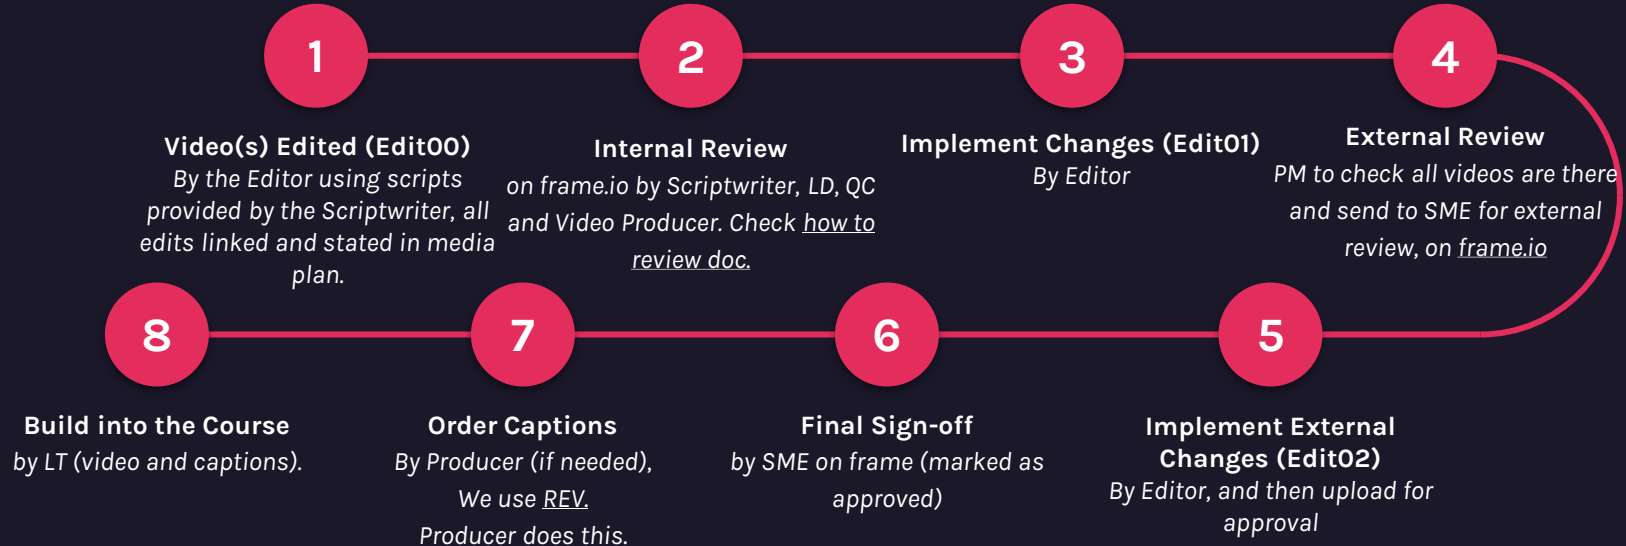 1
Video(s) Edited (Edit00)
By the Editor using scripts
provided by the Scriptwriter, all
edits linked and stated in media
plan.
2
Internal Review
on frame.io by Scriptwriter, LD, QC
and Video Producer. Check how to
review doc.
3
Implement Changes (Edit01)
By Editor
4
External Review
PM to check all videos are there
and send to SME for external
review, on frame.io
5
Implement External
Changes (Edit02)
By Editor, and then upload for
approval
6
Final Sign-off
by SME on frame (marked as
approved)
7
Order Captions
By Producer (if needed),
We use REV.
Producer does this.
8
Build into the Course
by LT (video and captions).